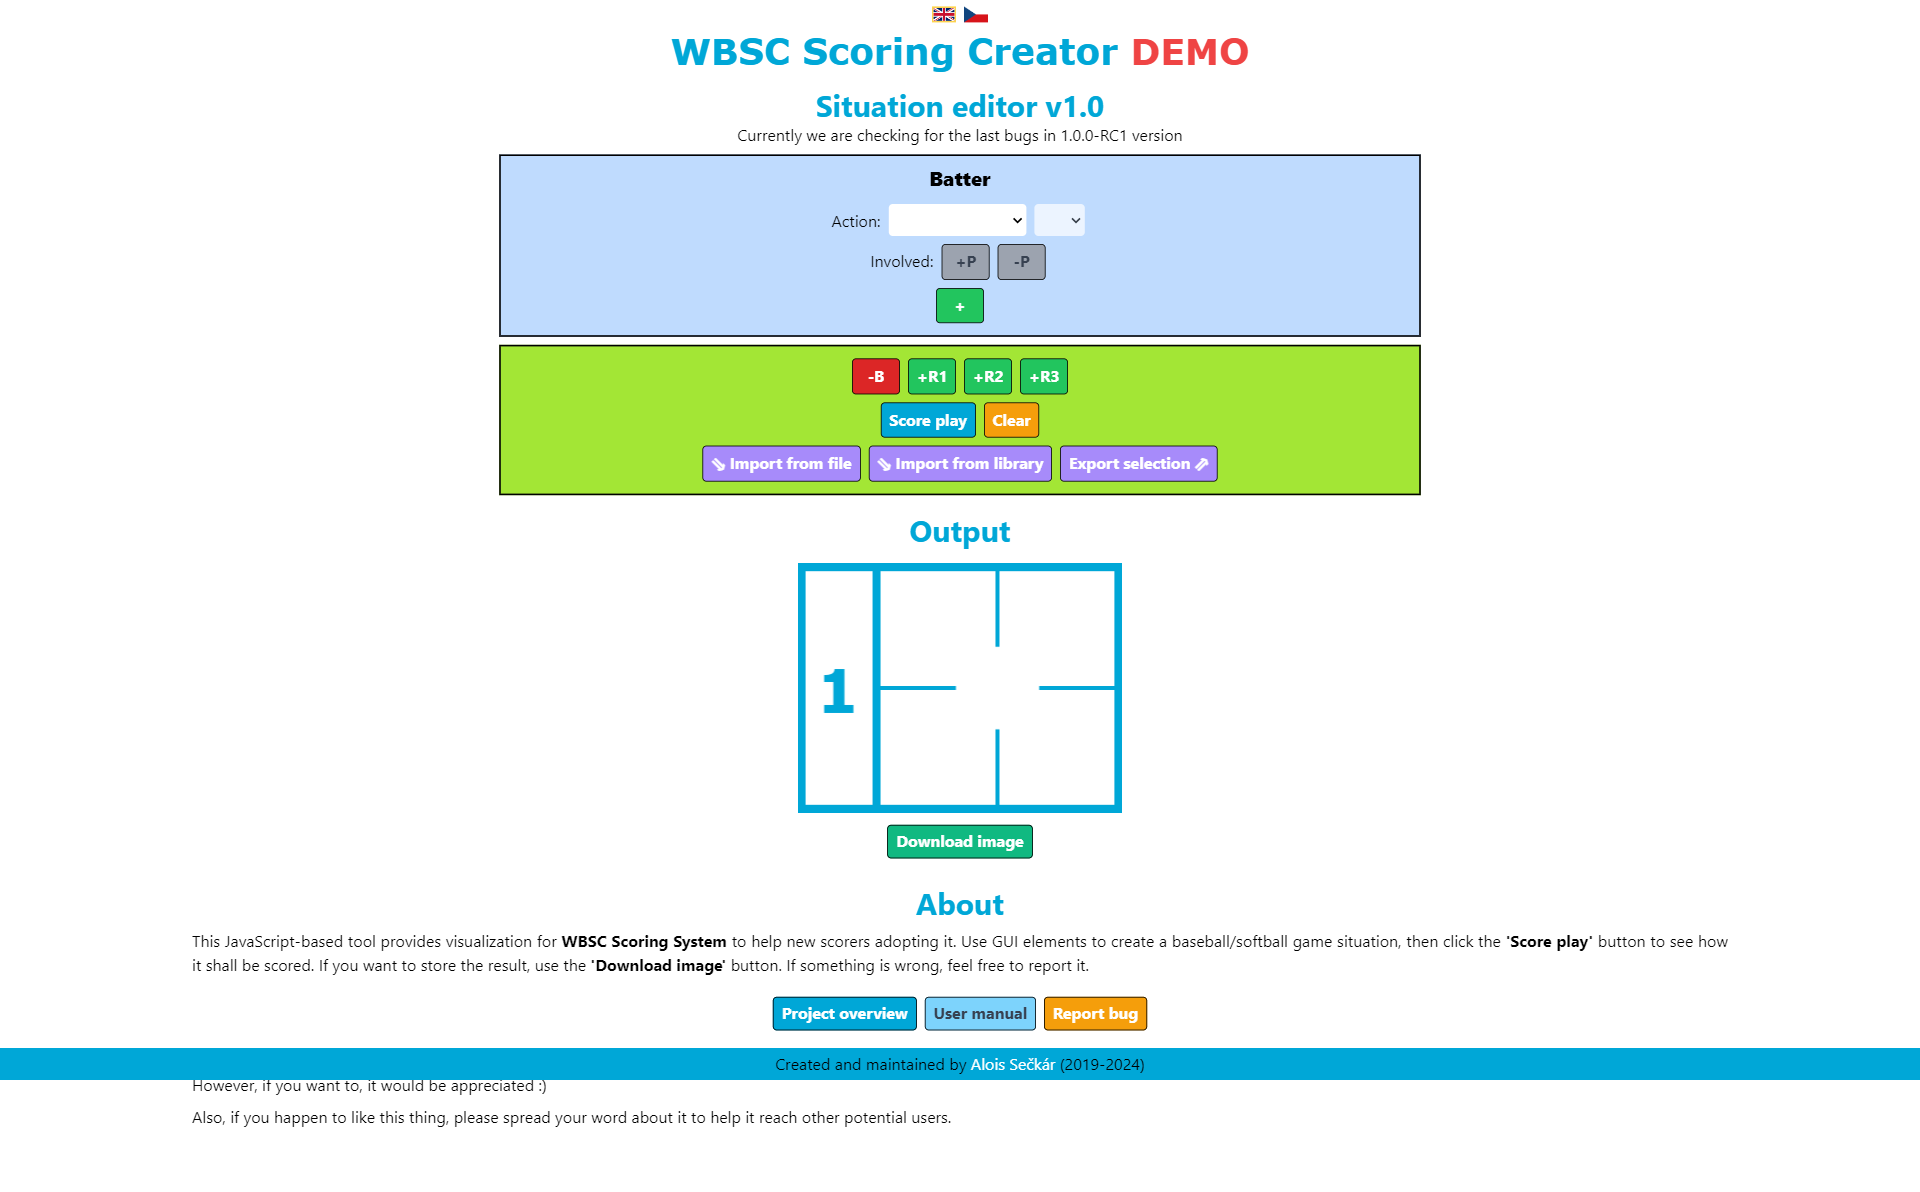 WBSC Scoring Creator DEMO
Situation editor v1.0
Currently we are checking for the last bugs in 1.0.0-RC1 version
Batter
Action:
Involved: +P -P
+
-B +R1 +R2 +R3
Score play Clear
⇘ Import from file ⇘ Import from library Export selection ⇗
Output
1
Download image
About
This JavaScript-based tool provides visualization for WBSC Scoring System to help new scorers adopting it. Use GUI elements to create a baseball/softball game situation, then click the 'Score play' button to see how
it shall be scored. If you want to store the result, use the 'Download image' button. If something is wrong, feel free to report it.
Project overview User manual Report bug
Created and maintained by Alois Sečkár (2019-2024)
However, if you want to, it would be appreciated :)
Also, if you happen to like this thing, please spread your word about it to help it reach other potential users.